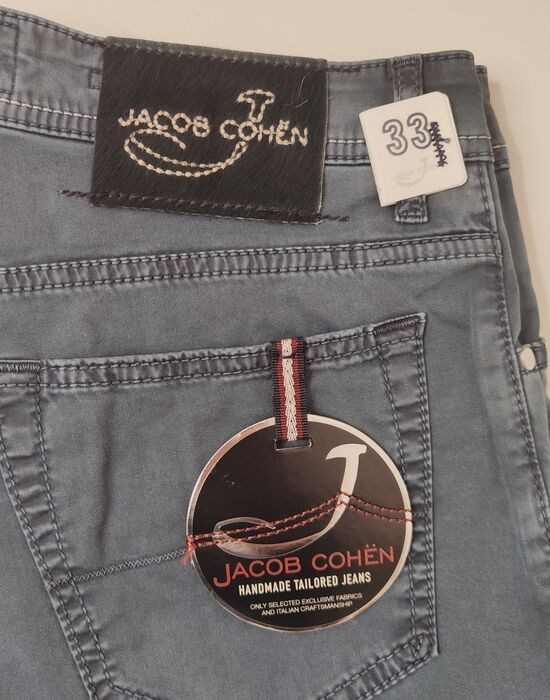 JACOB COHËN
33
JACOB COHËN
HANDMADE TAILORED JEANS
ONLY SELECTED EXCLUSIVE FABRICS
AND ITALIAN CRAFTSMANSHIP